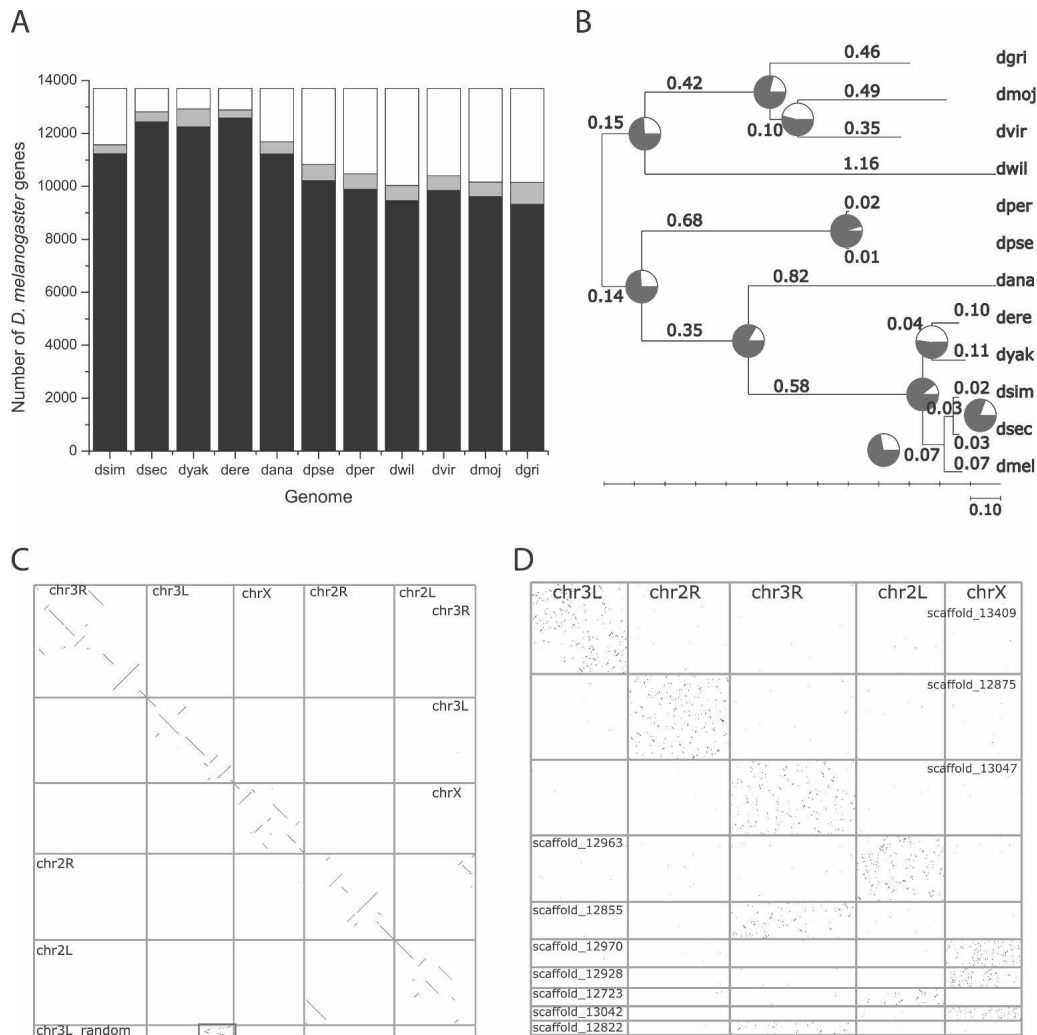 A
B
Number of D. melanogaster genes
14000
12000
10000
8000
6000
4000
2000
0
dsim
dsec
dyak
dere
dana
dpse
dper
dwil
dvir
dmoj
dgri
Genome
0.46
dgri
0.42
0.49
dmoj
0.15
0.10
0.35
dvir
1.16
dwil
0.02
dper
0.68
0.01
dpse
0.82
dana
0.14
0.10
dere
0.35
0.04
0.11
dyak
0.58
0.02
dsim
0.03
0.03
dsec
0.07
0.07
dmel
0.10
C
chr3R
chr3L
chrX
chr2R
chr2L
chr3R
chr3L
chrX
chr2R
chr2L
chr3L_random
D
chr3L
chr2R
chr3R
chr2L
chrX
scaffold_13409
scaffold_12875
scaffold_13047
scaffold_12963
scaffold_12855
scaffold_12970
scaffold_12928
scaffold_12723
scaffold_13042
scaffold_12822